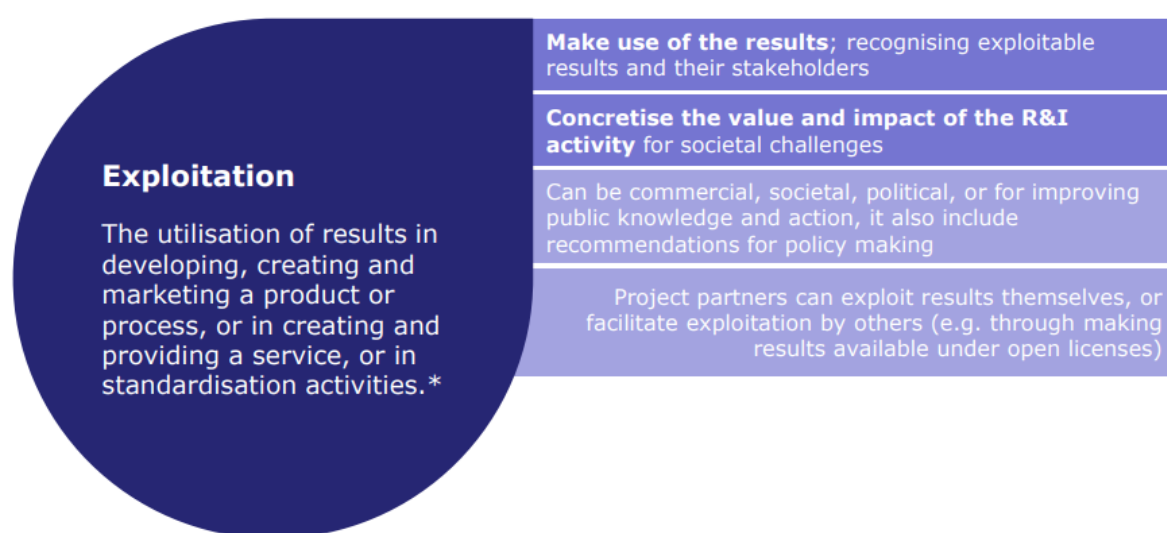 Exploitation
The utilisation of results in
developing, creating and
marketing a product or
process, or in creating and
providing a service, or in
standardisation activities.*
Make use of the results; recognising exploitable
results and their stakeholders
Concretise the value and impact of the R&I
activity for societal challenges
Can be commercial, societal, political, or for improving
public knowledge and action, it also include
recommendations for policy making
Project partners can exploit results themselves, or
facilitate exploitation by others (e.g. through making
results available under open licenses)